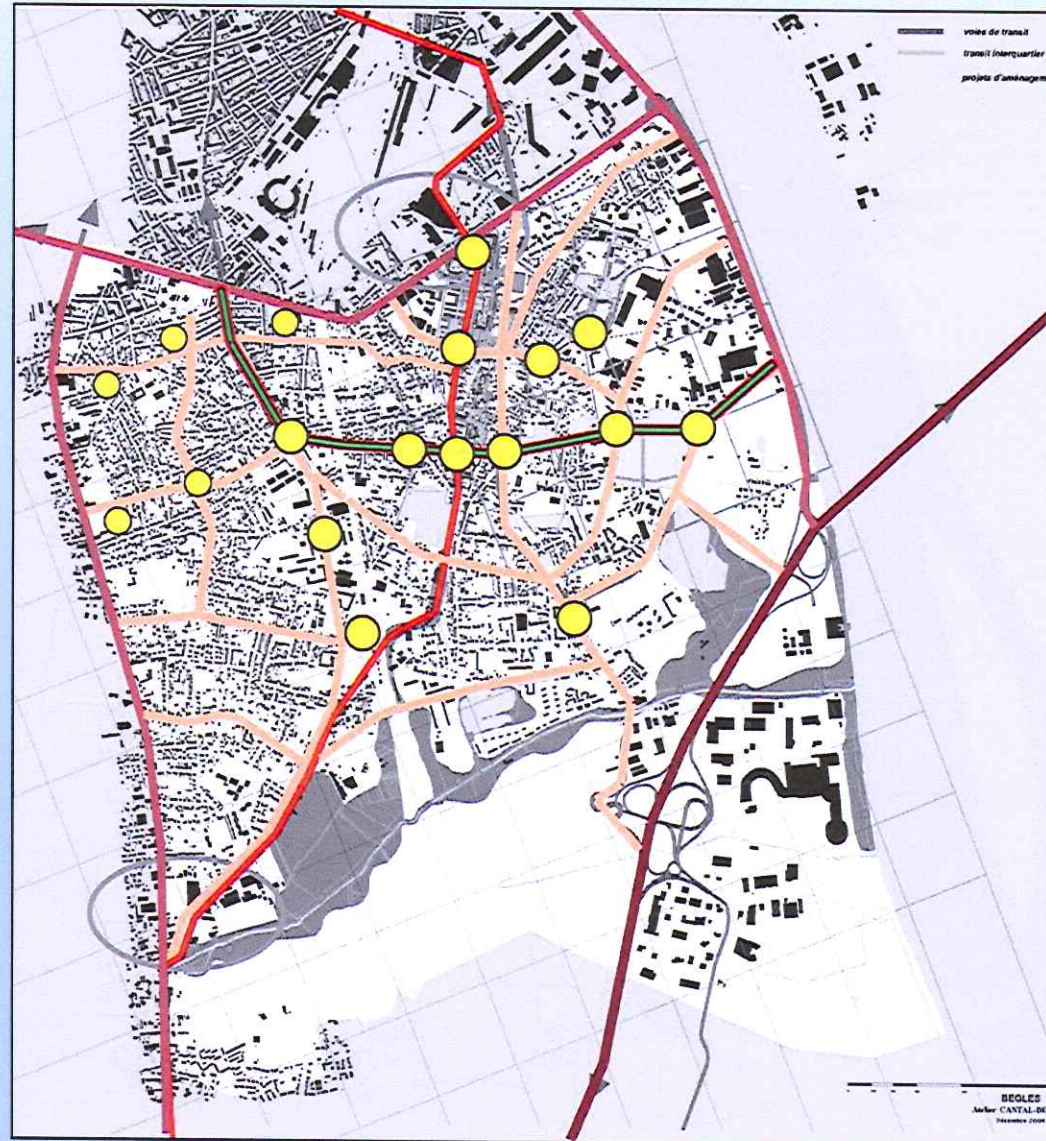 voies de transit
transit interquartier
projets d'aménagem
BEGLES
Atelier CANTAL-